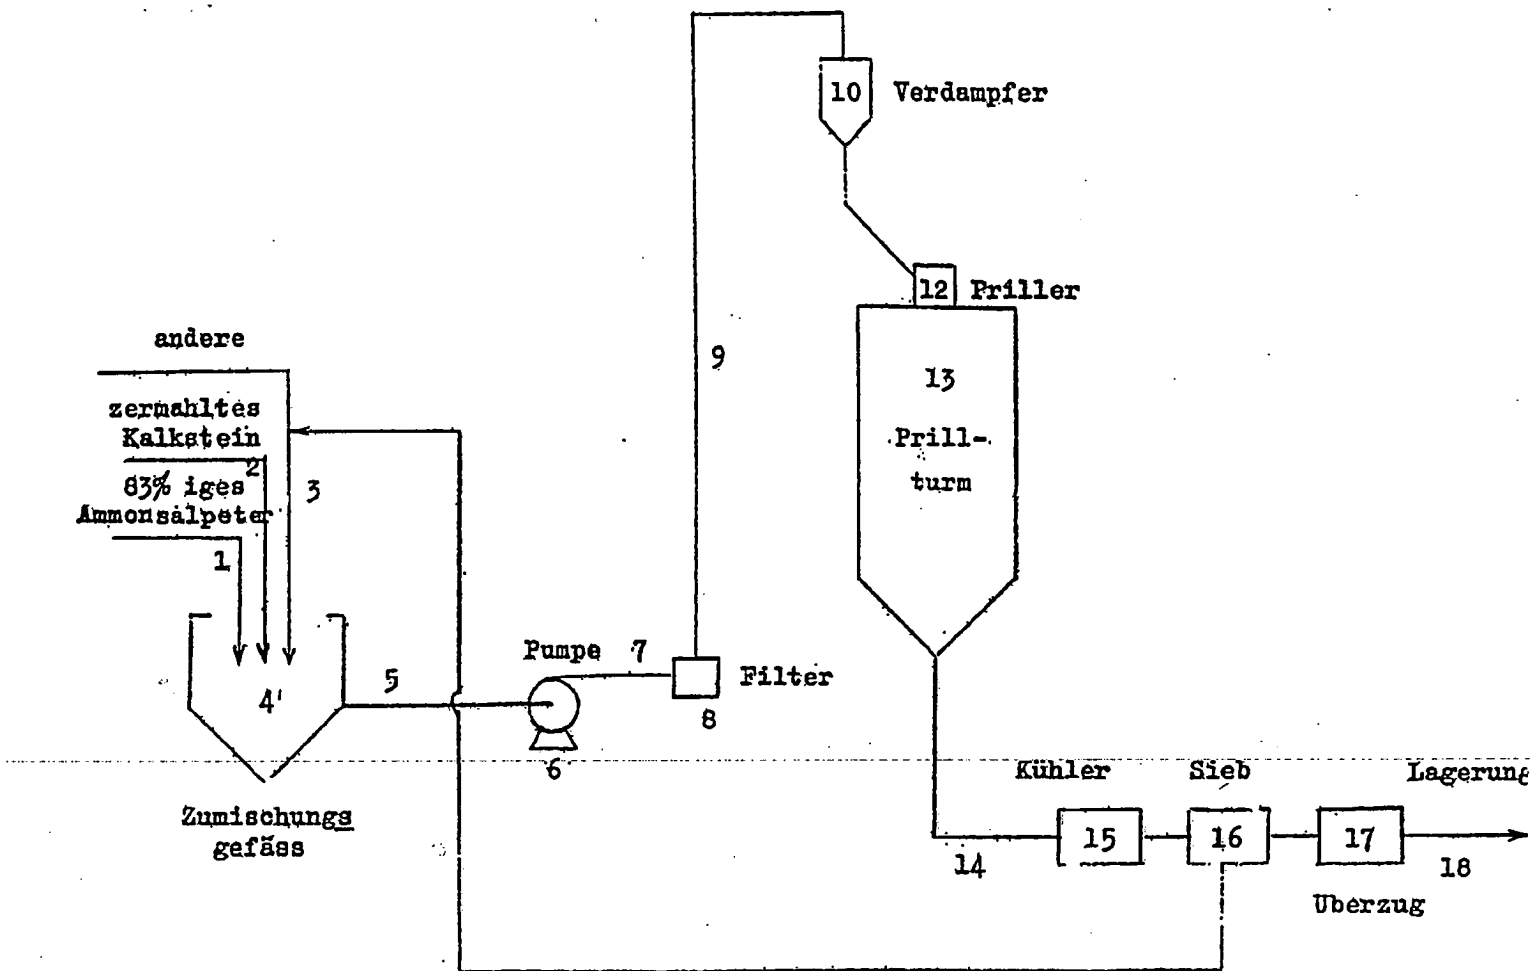 10 Verdampfer
12 Priller
andere
9
13
zermahltes
Kalkstein
Prill-
2
83% iges
3
turm
Ammonsalpeter
1
Pumpe 7
4'
5
Filter
8
6
Kühler Sieb Lagerung
Zumischungs
gefäss
15 16 17
14
18
Uberzug